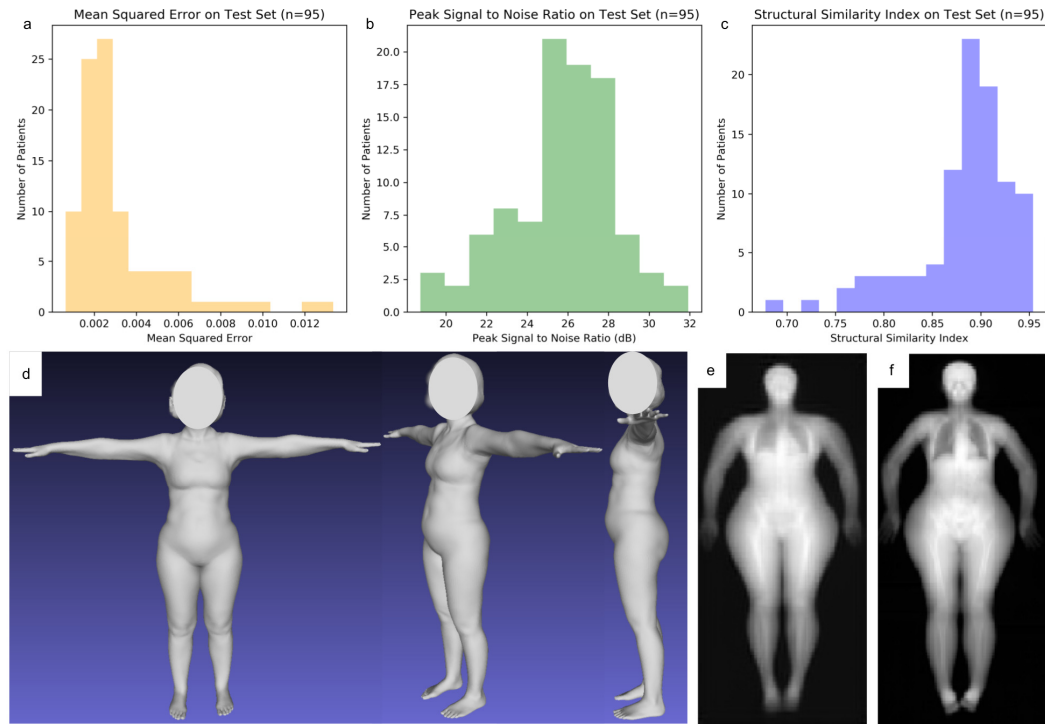 a
Mean Squared Error on Test Set (n=95)
Number of Patients
25
20
15
10
5
0
0.002
0.004
0.006
0.008
0.010
0.012
Mean Squared Error
b
Peak Signal to Noise Ratio on Test Set (n=95)
Number of Patients
20.0
17.5
15.0
12.5
10.0
7.5
5.0
2.5
0.0
20
22
24
26
28
30
32
Peak Signal to Noise Ratio (dB)
c
Structural Similarity Index on Test Set (n=95)
Number of Patients
20
15
10
5
0
0.70
0.75
0.80
0.85
0.90
0.95
Structural Similarity Index
d
e
f